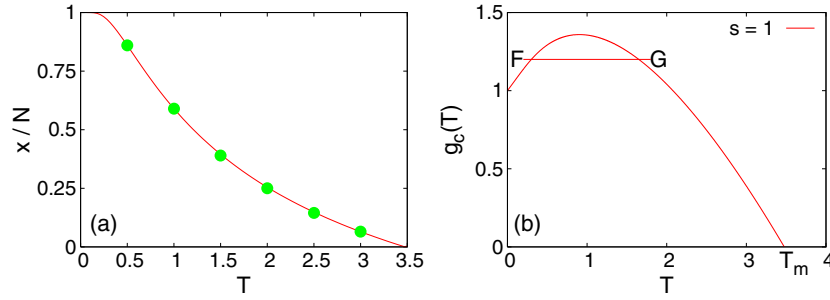 1
0.75
0.5
0.25
0
x / N
(a)
0 0.5 1 1.5 2 2.5 3 3.5
T
1.5
1
0.5
0
g_c(T)
s = 1
F G
(b)
0 1 2 3 T_m 4
T